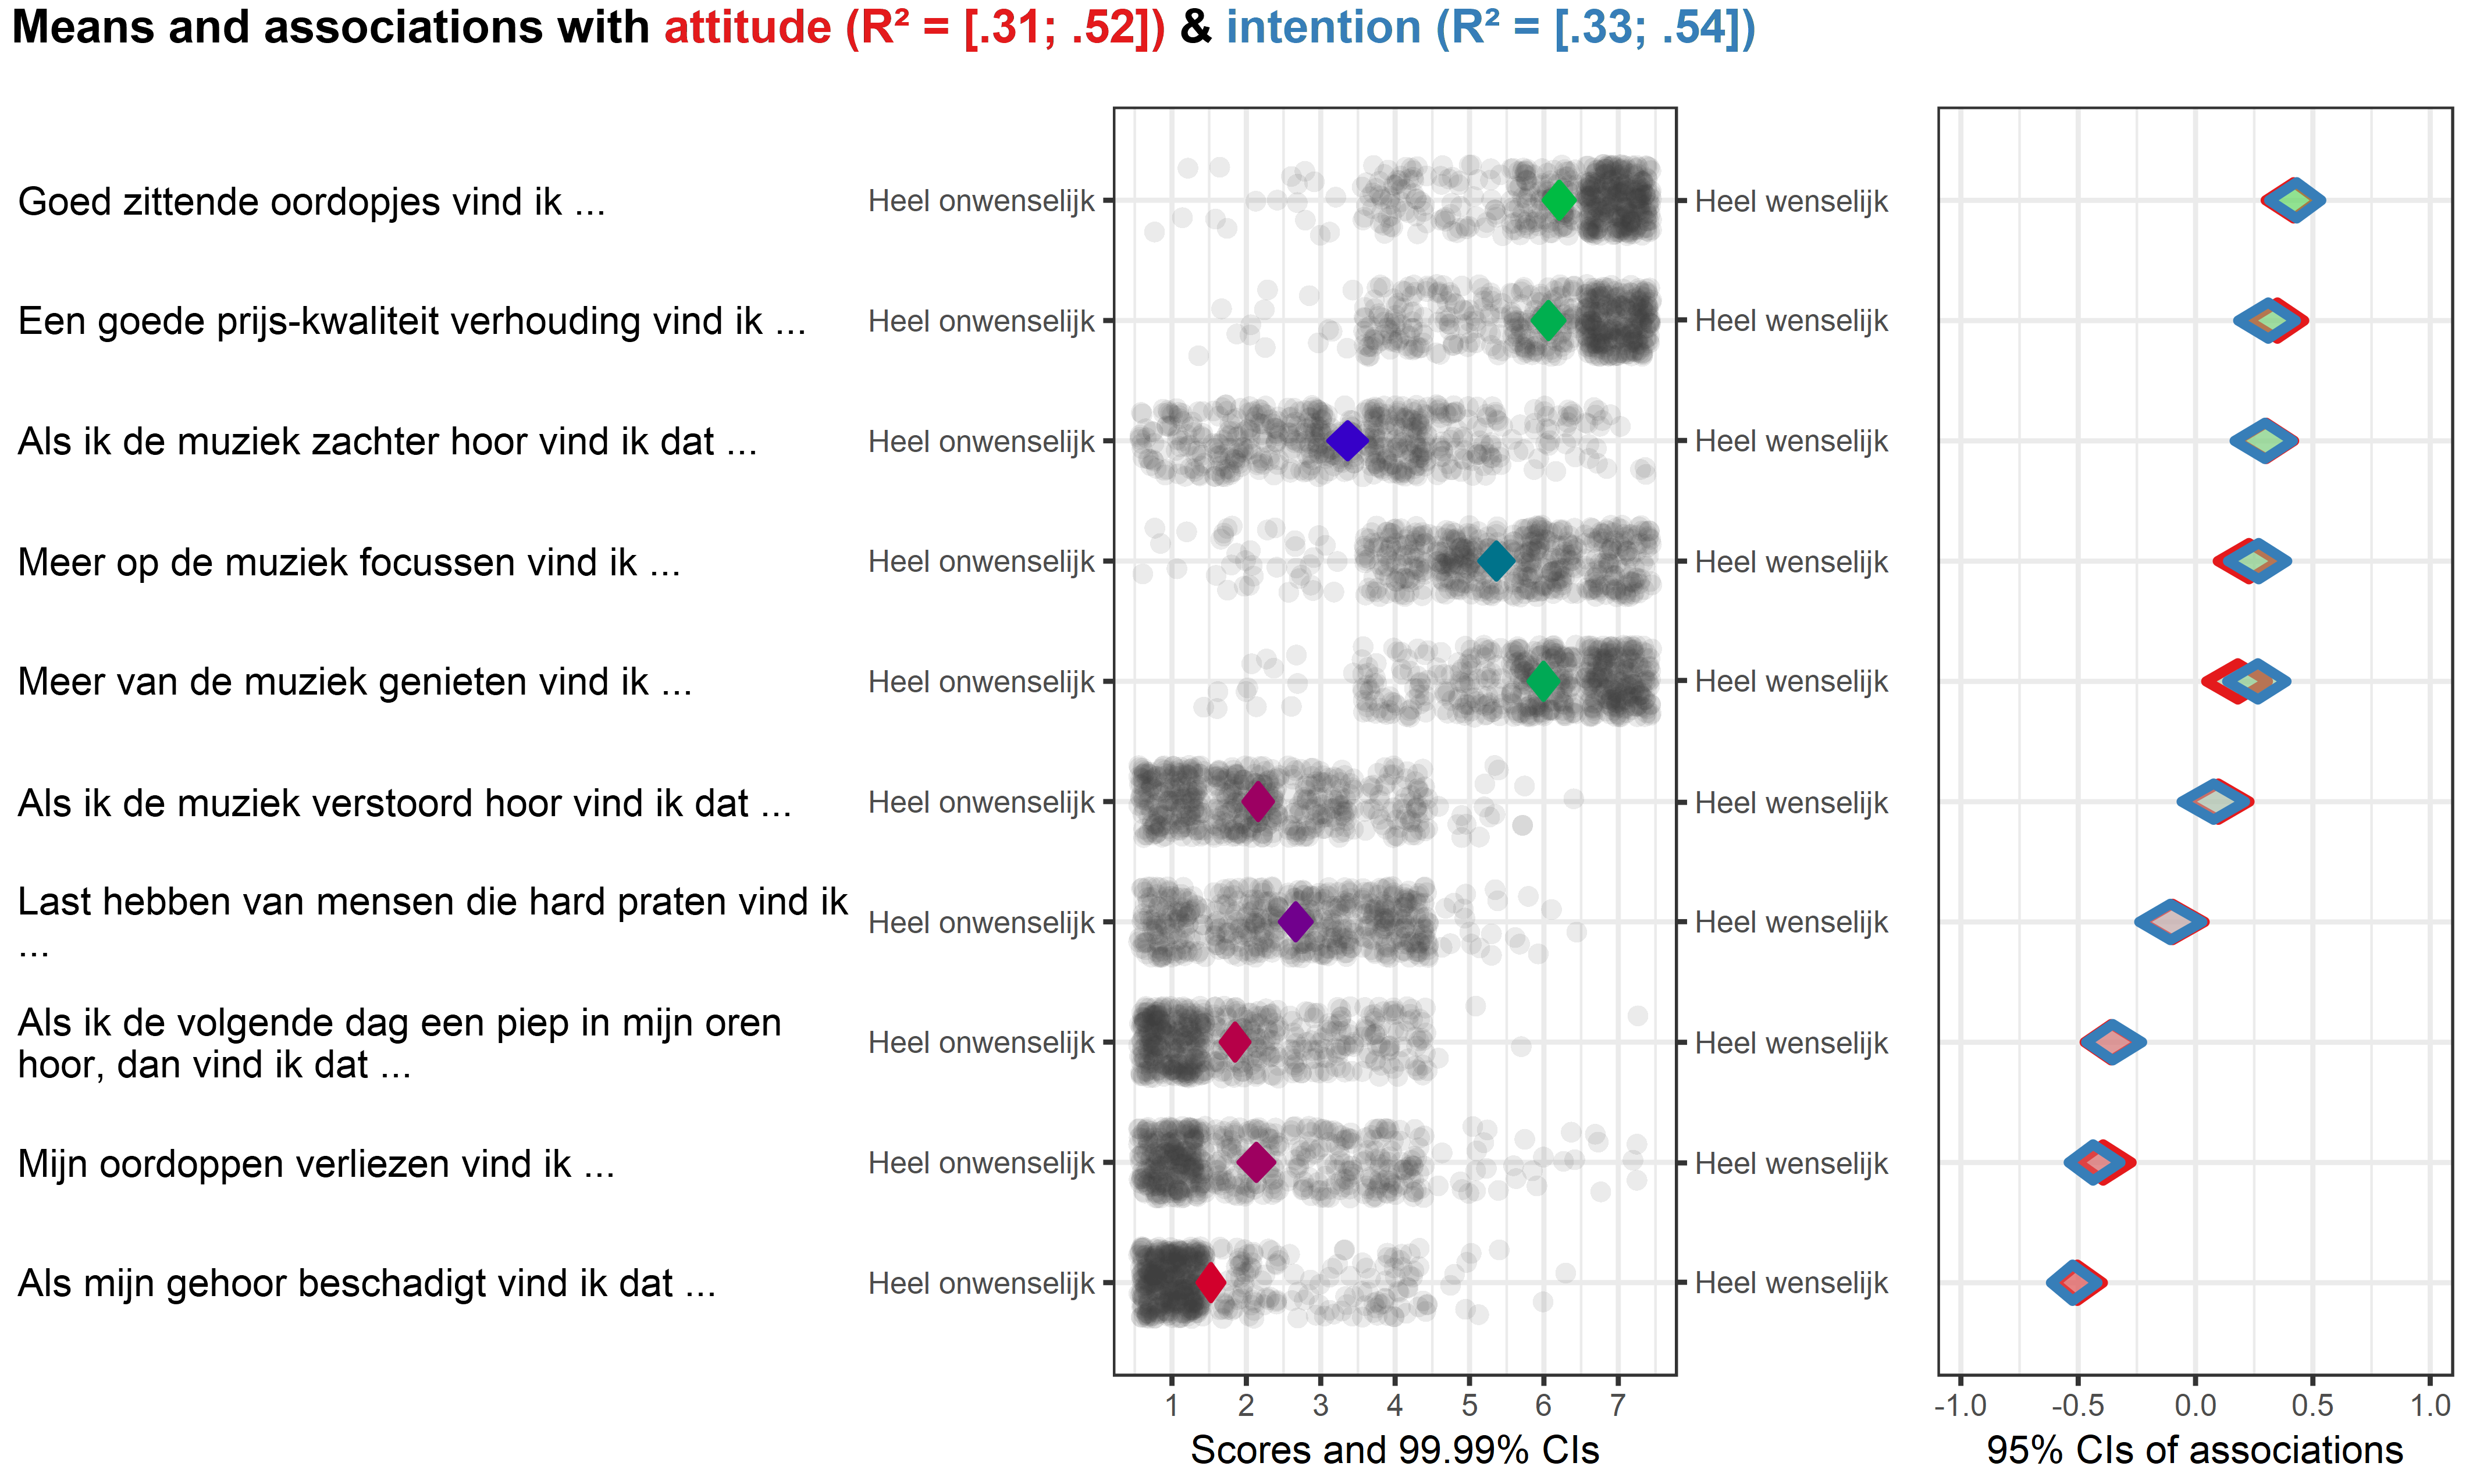 Means and associations with attitude (R² = [.31; .52]) & intention (R² = [.33; .54])
Goed zittende oordopjes vind ik ... Heel onwenselijk Heel wenselijk
Een goede prijs-kwaliteit verhouding vind ik ... Heel onwenselijk Heel wenselijk
Als ik de muziek zachter hoor vind ik dat ... Heel onwenselijk Heel wenselijk
Meer op de muziek focussen vind ik ... Heel onwenselijk Heel wenselijk
Meer van de muziek genieten vind ik ... Heel onwenselijk Heel wenselijk
Als ik de muziek verstoord hoor vind ik dat ... Heel onwenselijk Heel wenselijk
Last hebben van mensen die hard praten vind ik
... Heel onwenselijk Heel wenselijk
Als ik de volgende dag een piep in mijn oren
hoor, dan vind ik dat ... Heel onwenselijk Heel wenselijk
Mijn oordoppen verliezen vind ik ... Heel onwenselijk Heel wenselijk
Als mijn gehoor beschadigt vind ik dat ... Heel onwenselijk Heel wenselijk
1 2 3 4 5 6 7
Scores and 99.99% CIs
-1.0 -0.5 0.0 0.5 1.0
95% CIs of associations